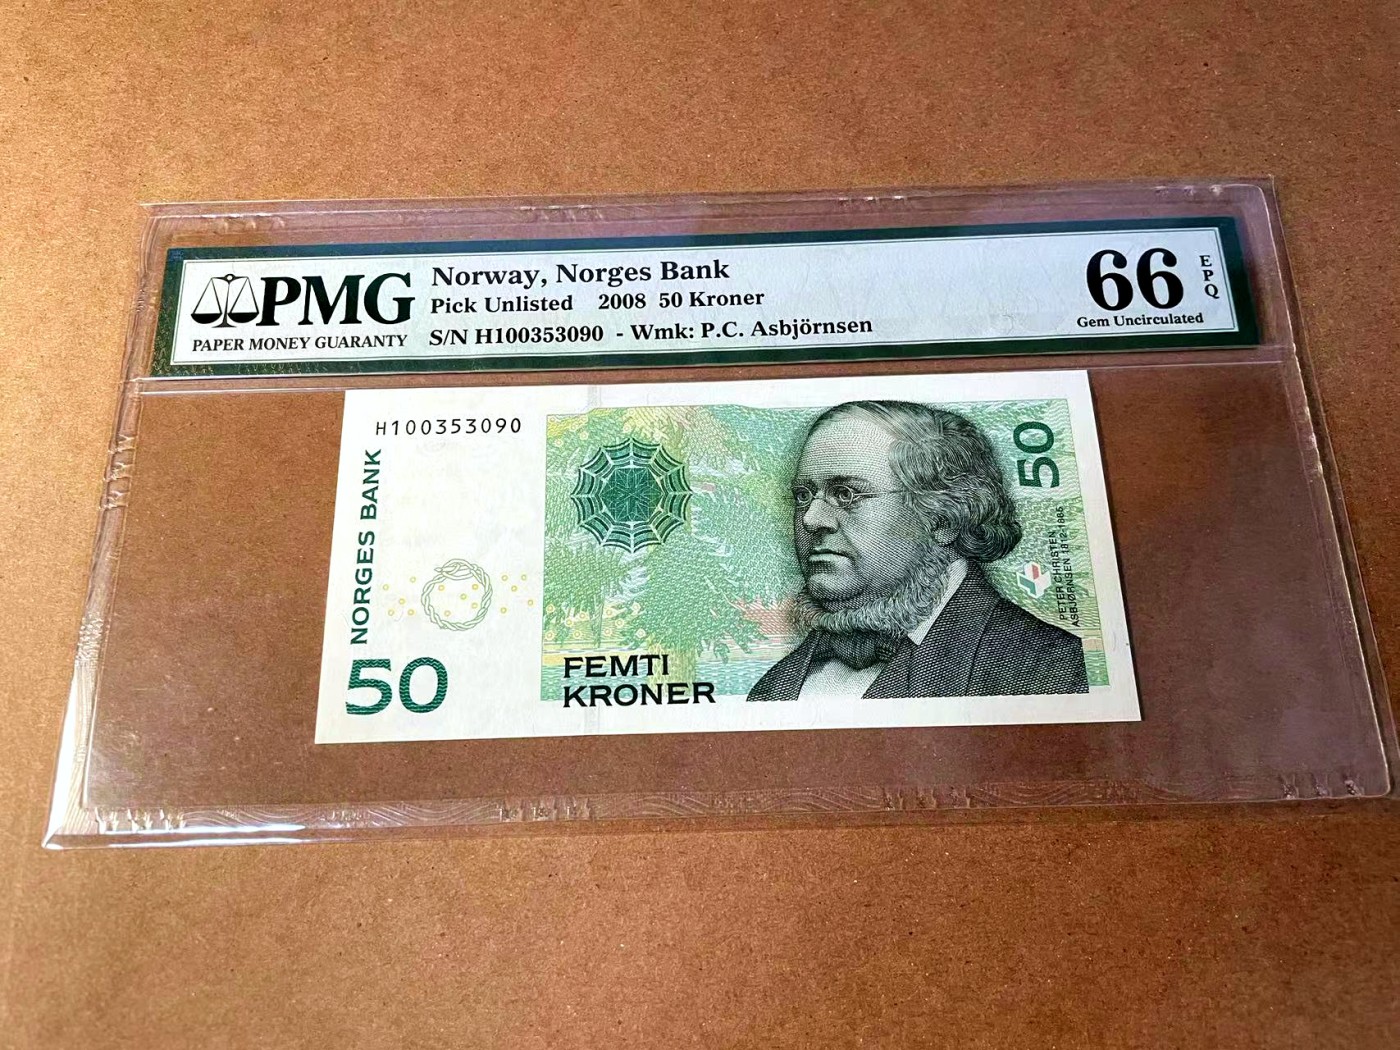 PMG
PAPER MONEY GUARANTY
Norway, Norges Bank
Pick Unlisted 2008 50 Kroner
S/N H100353090 - Wmk: P.C. Asbjörnsen
66
EPQ
Gem Uncirculated
H100353090
NORGES BANK
50
FEMTI
KRONER
50
PETER CHRISTEN
ASBJØRNSEN 1812-1885